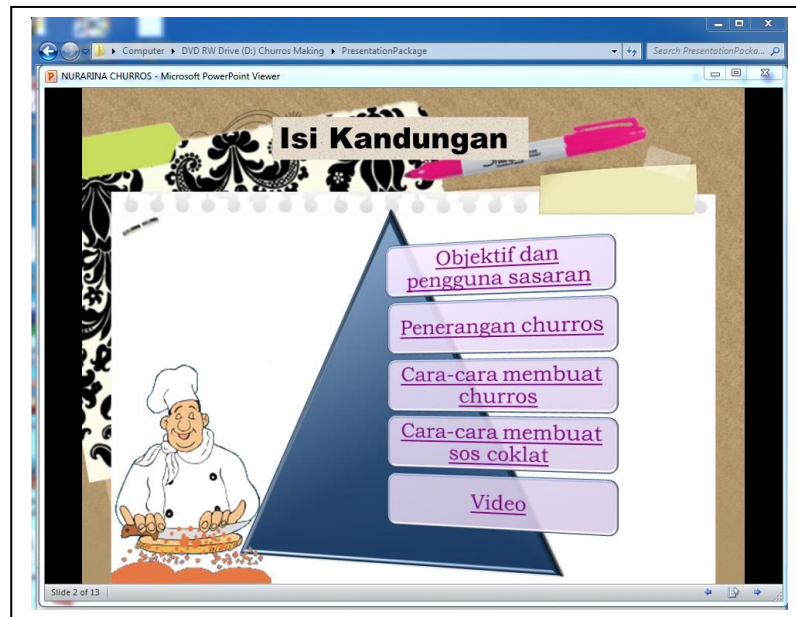 Computer ▸ DVD RW Drive (D:) Churros Making ▸ PresentationPackage
Search PresentationPacka...
NURARINA CHURROS - Microsoft PowerPoint Viewer
Isi Kandungan
Objektif dan
pengguna sasaran
Penerangan churros
Cara-cara membuat
churros
Cara-cara membuat
sos coklat
Video
Slide 2 of 13